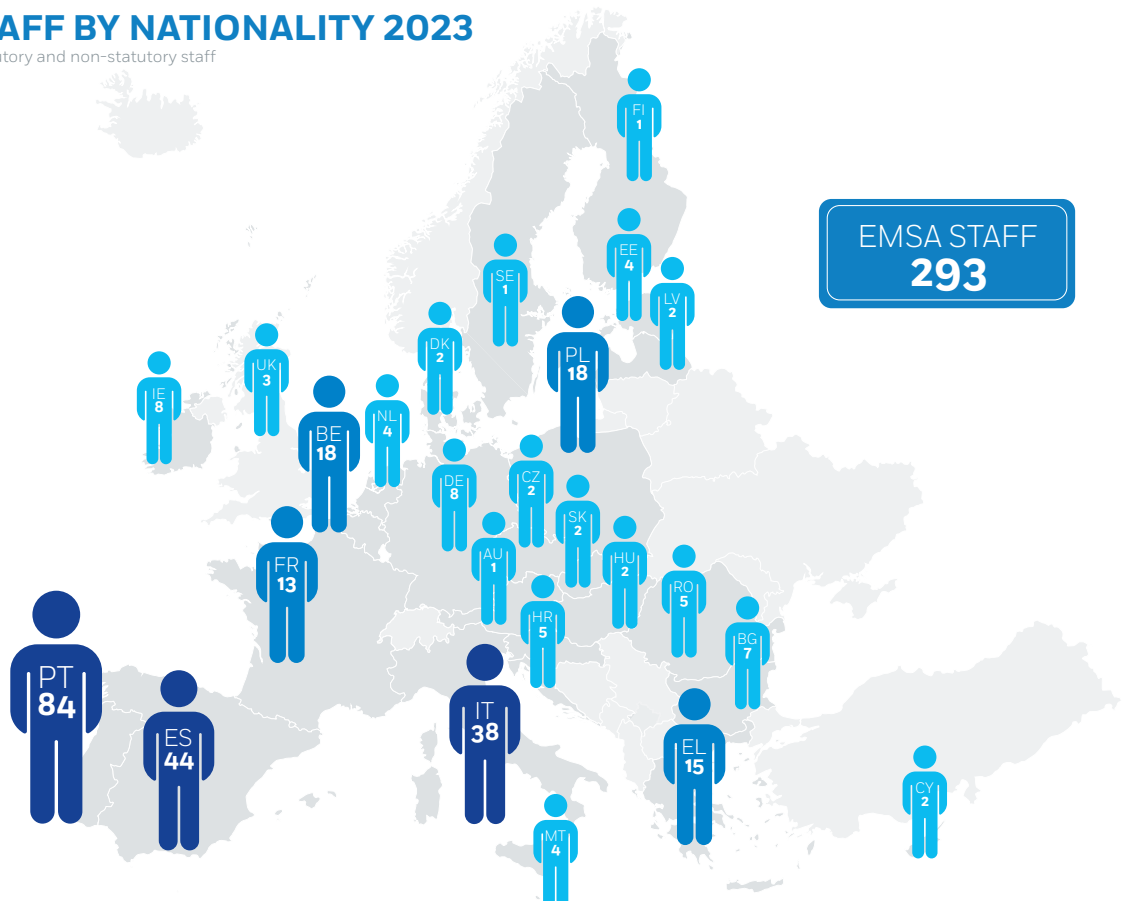 AFF BY NATIONALITY 2023
utory and non-statutory staff
FI
1
EMSA STAFF
293
EE
4
SE
1
LV
2
DK
2
PL
18
UK
3
IE
8
NL
4
BE
18
DE
8
CZ
2
SK
2
AU
1
HU
2
FR
13
RO
5
HR
5
BG
7
PT
84
IT
38
ES
44
EL
15
CY
2
MT
4